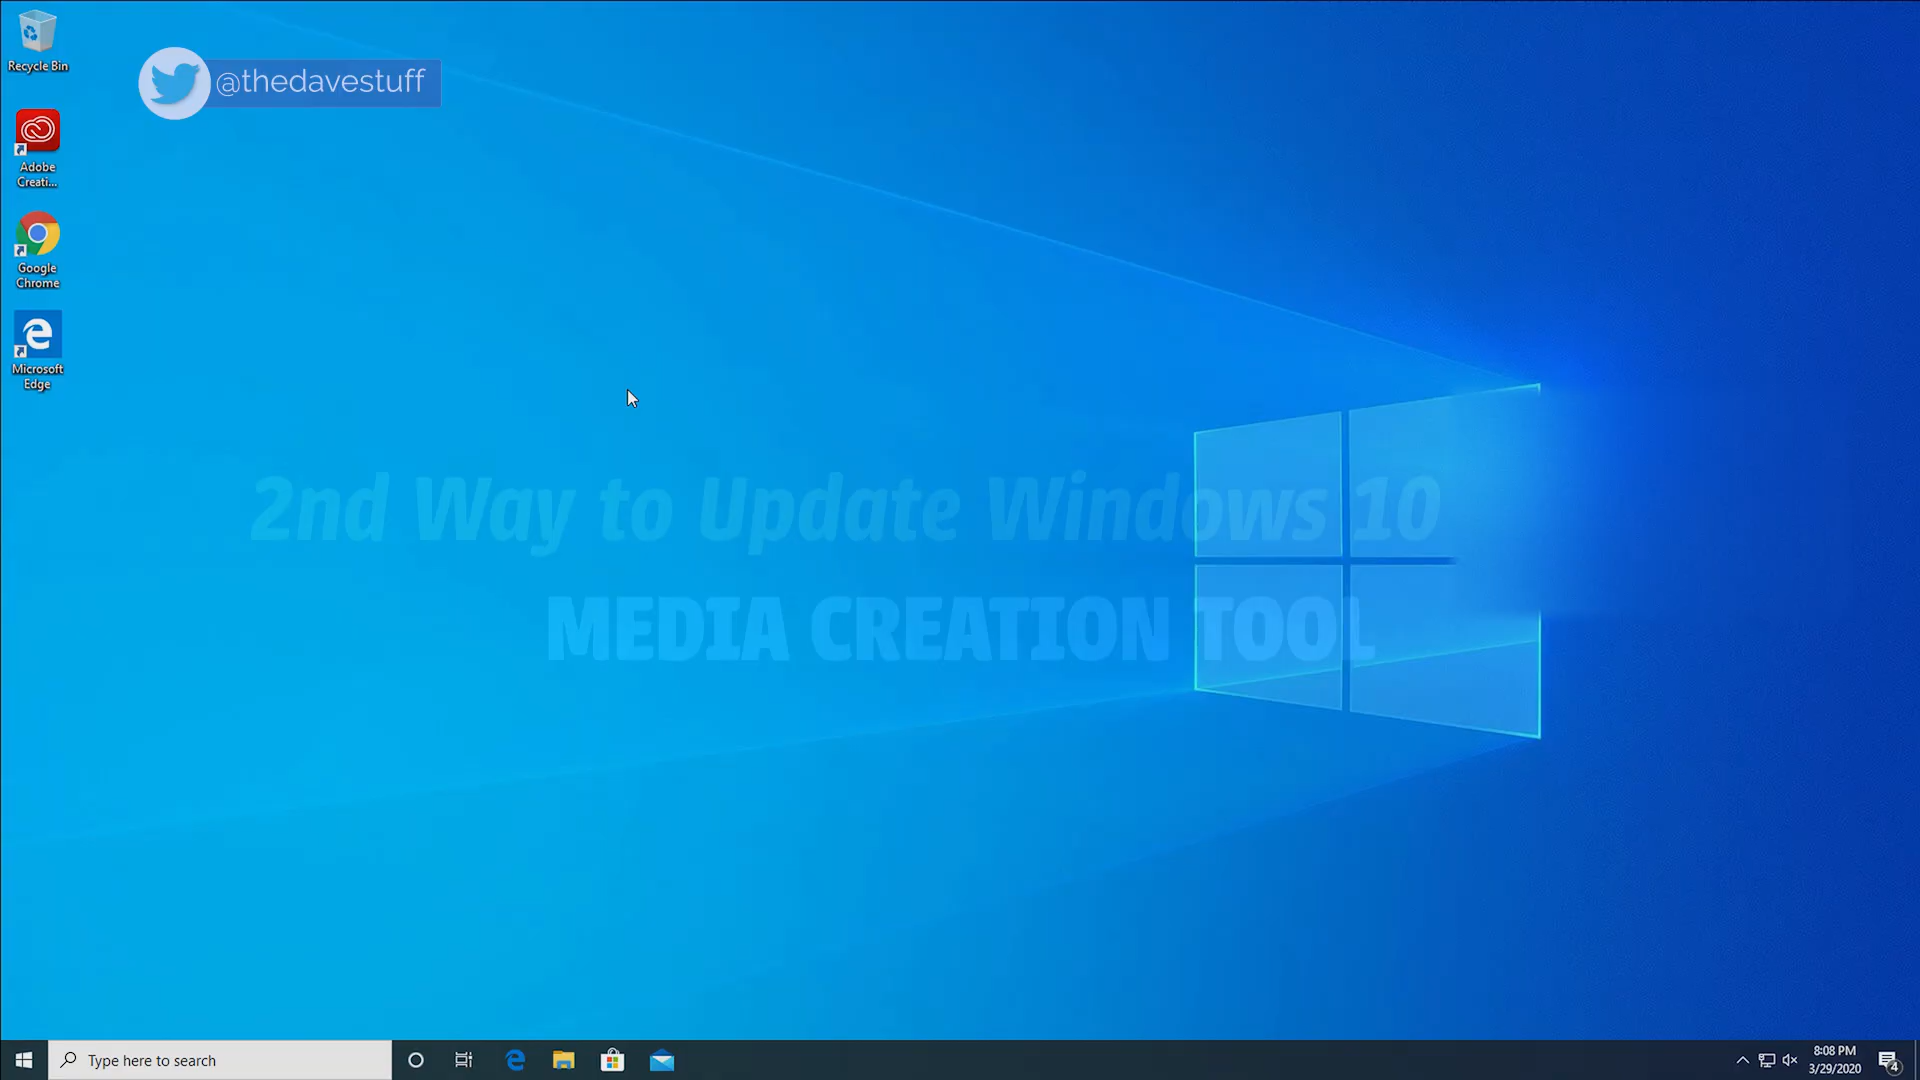 Recycle Bin
@thedavestuff
Adobe
Creati...
Google
Chrome
Microsoft
Edge
2nd Way to Update Windows 10
MEDIA CREATION TOOL
Type here to search
8:08 PM
3/29/2020
4